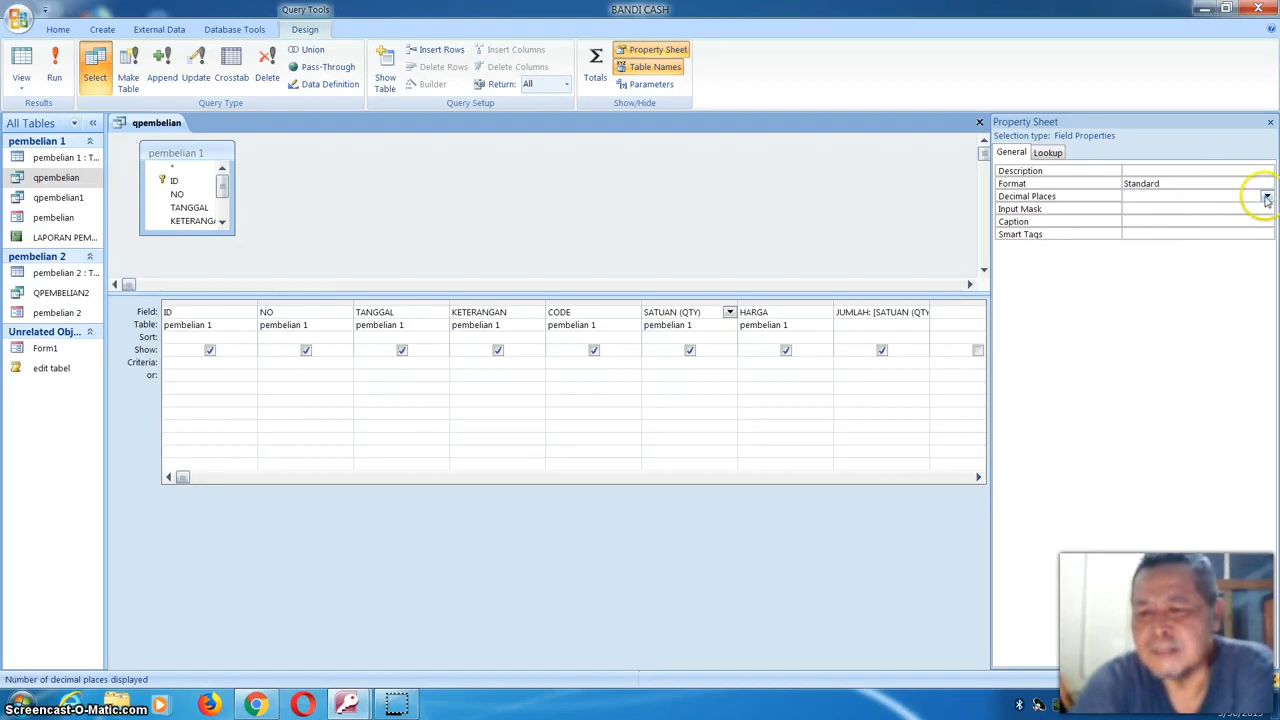 Query Tools
BANDI CASH
Home
Create
External Data
Database Tools
Design
View
Run
Select
Make Table
Append
Update
Crosstab
Delete
Union
Pass-Through
Data Definition
Show Table
Insert Rows
Delete Rows
Builder
Insert Columns
Delete Columns
Return: All
Totals
Property Sheet
Table Names
Parameters
Results
Query Type
Query Setup
Show/Hide
All Tables
pembelian 1
pembelian 1 : T...
qpembelian
qpembelian1
pembelian
LAPORAN PEM...
pembelian 2
pembelian 2 : T...
QPEMBELIAN2
pembelian 2
Unrelated Obj...
Form1
edit tabel
qpembelian
pembelian 1
*
ID
NO
TANGGAL
KETERANGA
Field: ID NO TANGGAL KETERANGAN CODE SATUAN (QTY) HARGA JUMLAH: [SATUAN (QTY
Table: pembelian 1 pembelian 1 pembelian 1 pembelian 1 pembelian 1 pembelian 1 pembelian 1
Sort:
Show:
Criteria:
or:
Property Sheet
Selection type: Field Properties
General
Lookup
Description
Format Standard
Decimal Places
Input Mask
Caption
Smart Tags
Number of decimal places displayed
Screencast-O-Matic.com